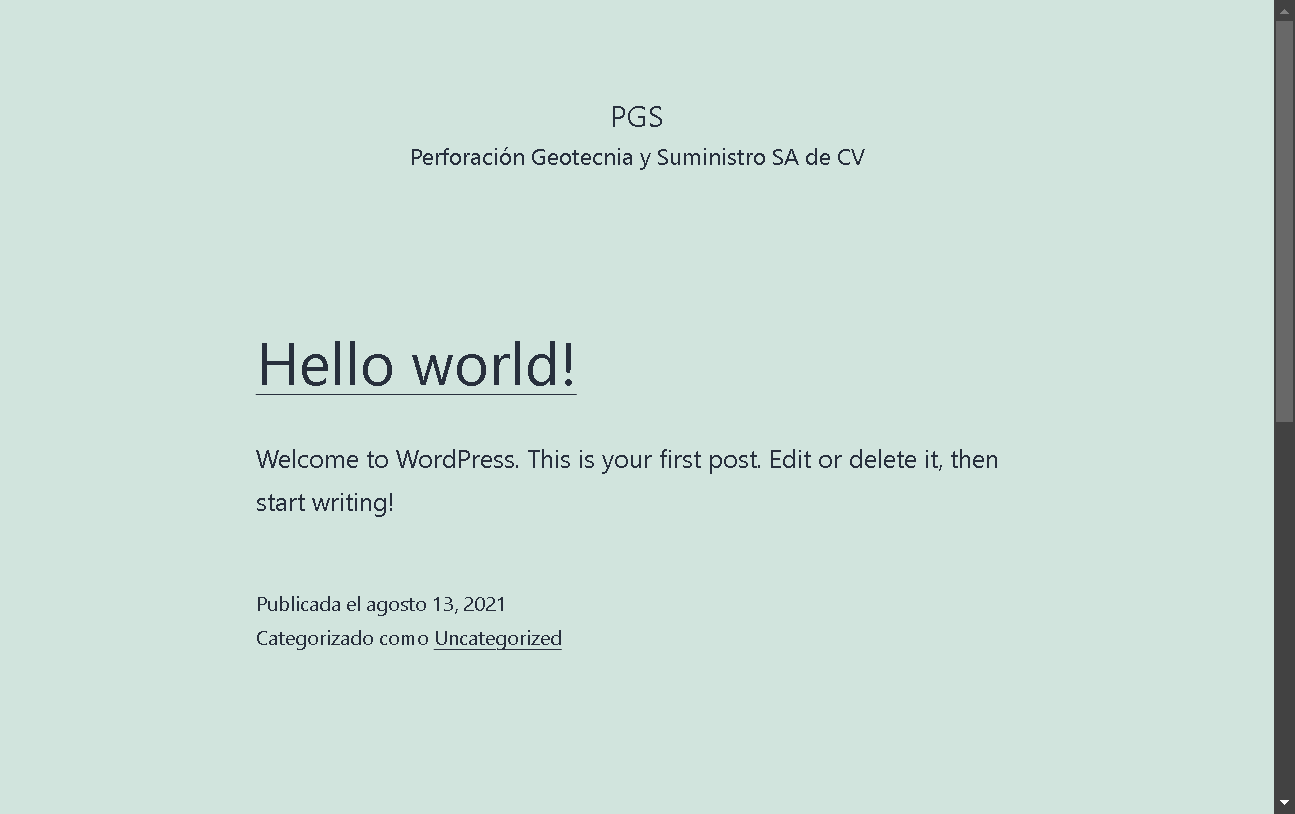 PGS
Perforación Geotecnia y Suministro SA de CV
Hello world!
Welcome to WordPress. This is your first post. Edit or delete it, then
start writing!
Publicada el agosto 13, 2021
Categorizado como Uncategorized